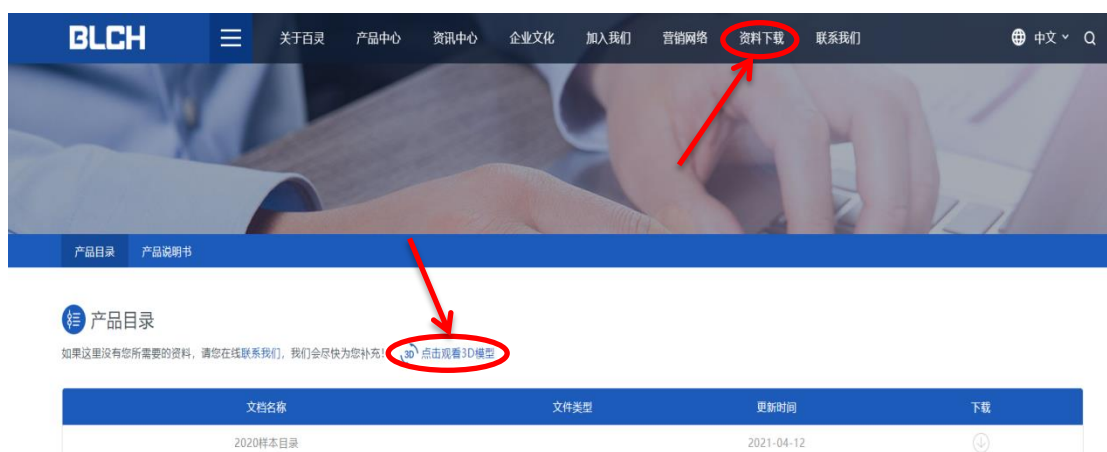 BLCH 关于百灵 产品中心 资讯中心 企业文化 加入我们 营销网络 资料下载 联系我们 中文
产品目录 产品说明书
产品目录
如果这里没有您所需要的资料，请您在线联系我们，我们会尽快为您补充! 3D 点击观看3D模型
文档名称 文件类型 更新时间 下载
2020样本目录 2021-04-12